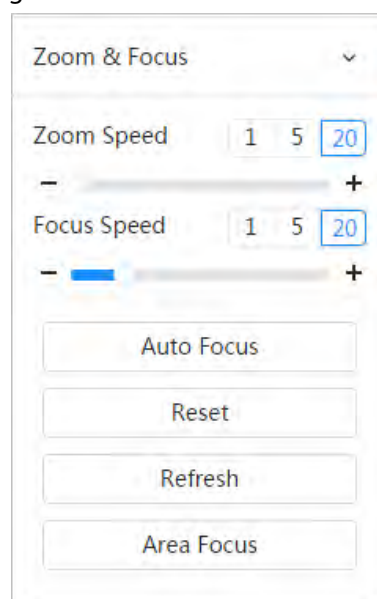 Zoom & Focus
Zoom Speed 1 5 20
− +
Focus Speed 1 5 20
− +
Auto Focus
Reset
Refresh
Area Focus